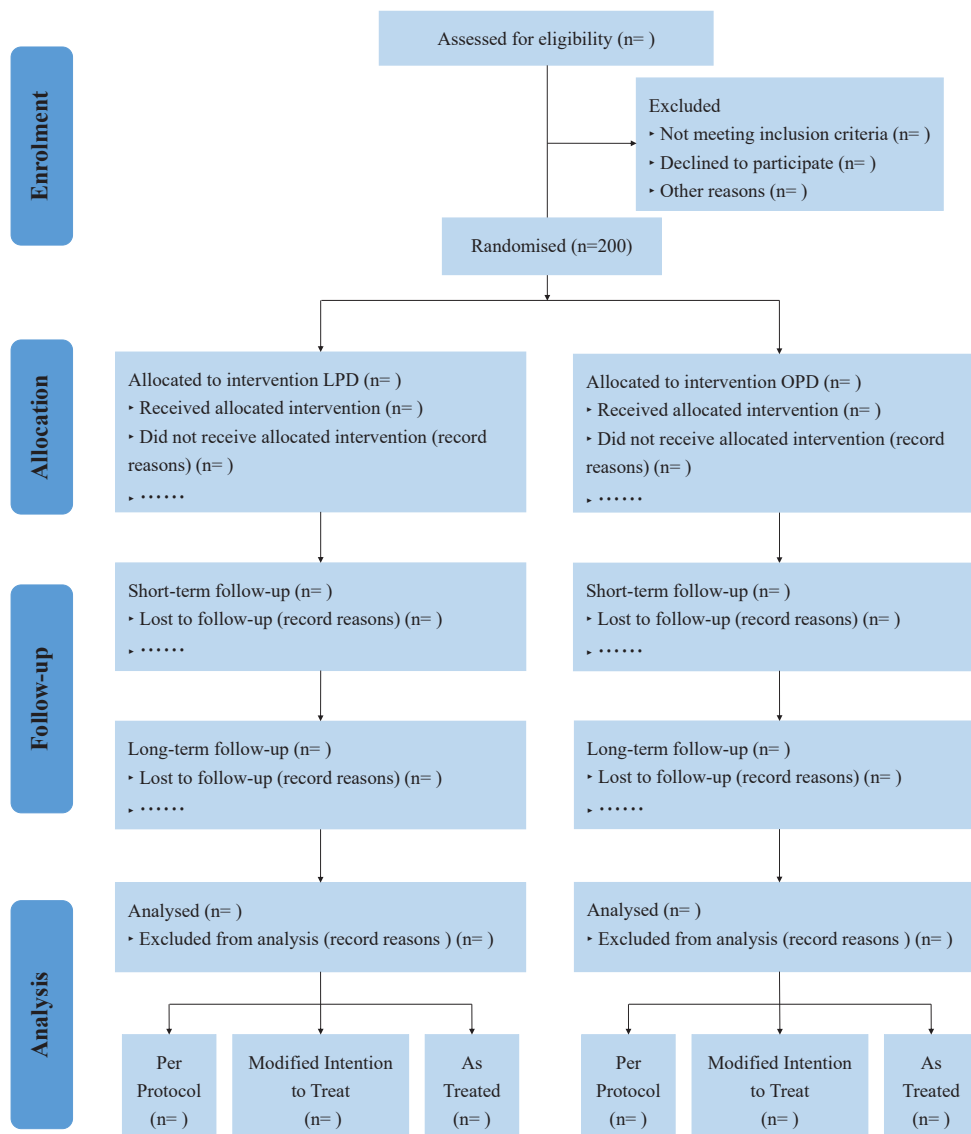 Enrolment
Assessed for eligibility (n= )
Excluded
‣ Not meeting inclusion criteria (n= )
‣ Declined to participate (n= )
‣ Other reasons (n= )
Randomised (n=200)
Allocation
Allocated to intervention LPD (n= )
‣ Received allocated intervention (n= )
‣ Did not receive allocated intervention (record
reasons) (n= )
‣ ······
Allocated to intervention OPD (n= )
‣ Received allocated intervention (n= )
‣ Did not receive allocated intervention (record
reasons) (n= )
‣ ······
Follow-up
Short-term follow-up (n= )
‣ Lost to follow-up (record reasons) (n= )
‣ ······
Short-term follow-up (n= )
‣ Lost to follow-up (record reasons) (n= )
‣ ······
Long-term follow-up (n= )
‣ Lost to follow-up (record reasons) (n= )
‣ ······
Long-term follow-up (n= )
‣ Lost to follow-up (record reasons) (n= )
‣ ······
Analysis
Analysed (n= )
‣ Excluded from analysis (record reasons ) (n= )
Analysed (n= )
‣ Excluded from analysis (record reasons ) (n= )
Per
Protocol
(n= )
Modified Intention
to Treat
(n= )
As
Treated
(n= )
Per
Protocol
(n= )
Modified Intention
to Treat
(n= )
As
Treated
(n= )